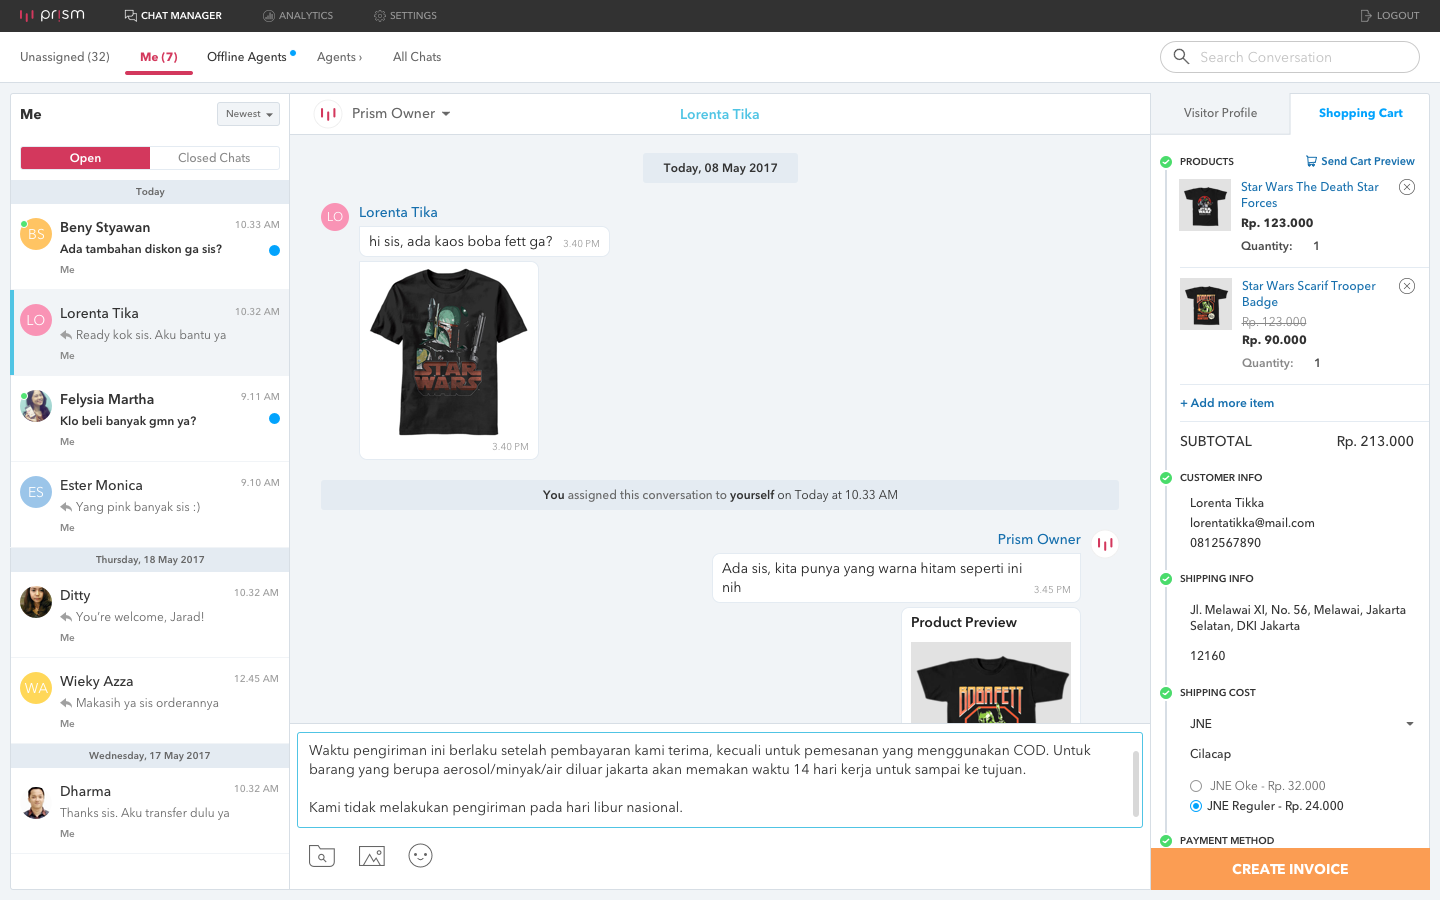 prism
CHAT MANAGER
ANALYTICS
SETTINGS
LOGOUT
Unassigned (32)
Me (7)
Offline Agents
Agents ›
All Chats
Search Conversation
Me
Newest
Open
Closed Chats
Today
BS
Beny Styawan
10.33 AM
Ada tambahan diskon ga sis?
Me
LO
Lorenta Tika
10.32 AM
Ready kok sis. Aku bantu ya
Me
Felysia Martha
9.11 AM
Klo beli banyak gmn ya?
Me
ES
Ester Monica
9.10 AM
Yang pink banyak sis :)
Me
Thursday, 18 May 2017
Ditty
10.32 AM
You're welcome, Jarad!
Me
WA
Wieky Azza
12.45 AM
Makasih ya sis orderannya
Me
Wednesday, 17 May 2017
Dharma
10.32 AM
Thanks sis. Aku transfer dulu ya
Me
Prism Owner
Lorenta Tika
Today, 08 May 2017
LO
Lorenta Tika
hi sis, ada kaos boba fett ga?
3.40 PM
STAR
WARS
3.40 PM
You assigned this conversation to yourself on Today at 10.33 AM
Prism Owner
Ada sis, kita punya yang warna hitam seperti ini
nih
3.45 PM
Product Preview
BOBA FETT
Waktu pengiriman ini berlaku setelah pembayaran kami terima, kecuali untuk pemesanan yang menggunakan COD. Untuk
barang yang berupa aerosol/minyak/air diluar jakarta akan memakan waktu 14 hari kerja untuk sampai ke tujuan.
Kami tidak melakukan pengiriman pada hari libur nasional.
Visitor Profile
Shopping Cart
PRODUCTS
Send Cart Preview
Star Wars The Death Star
Forces
Rp. 123.000
Quantity: 1
Star Wars Scarif Trooper
Badge
Rp. 123.000
Rp. 90.000
Quantity: 1
+ Add more item
SUBTOTAL
Rp. 213.000
CUSTOMER INFO
Lorenta Tikka
lorentatikka@mail.com
0812567890
SHIPPING INFO
Jl. Melawai XI, No. 56, Melawai, Jakarta
Selatan, DKI Jakarta
12160
SHIPPING COST
JNE
Cilacap
JNE Oke - Rp. 32.000
JNE Reguler - Rp. 24.000
PAYMENT METHOD
CREATE INVOICE